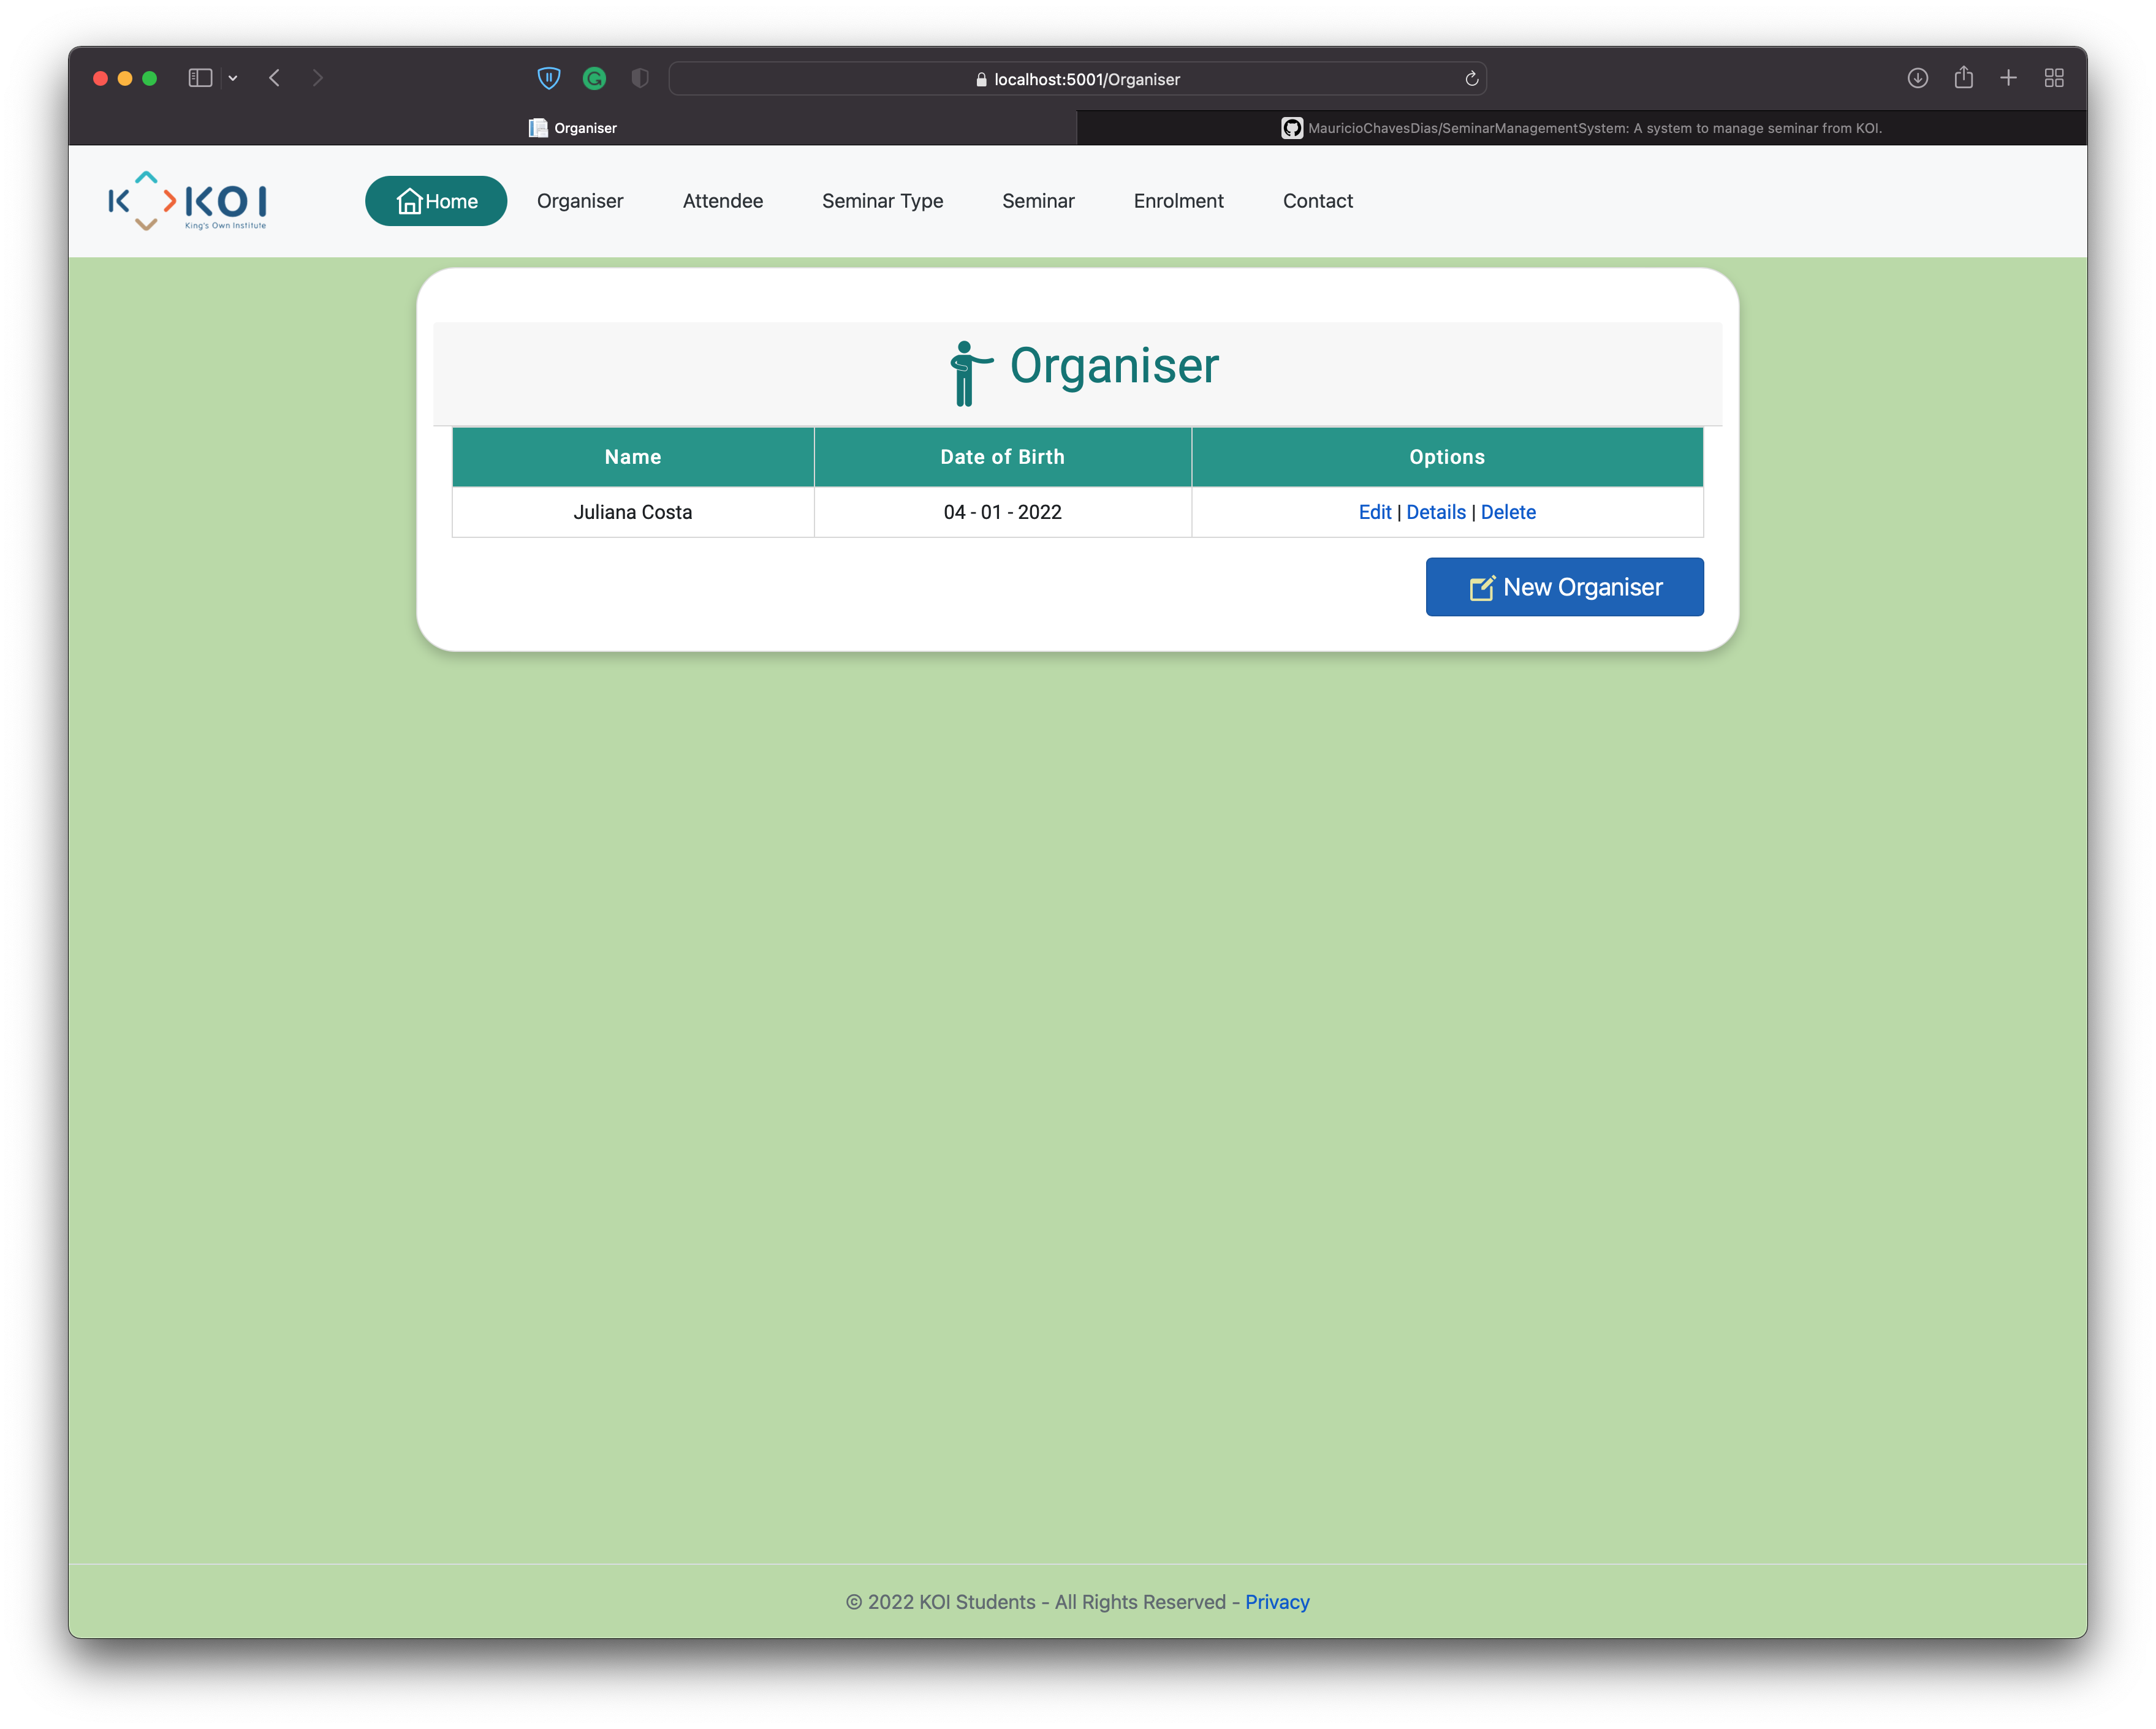 localhost:5001/Organiser
Organiser
MauricioChavesDias/SeminarManagementSystem: A system to manage seminar from KOI.
KOI
King's Own Institute
Home Organiser Attendee Seminar Type Seminar Enrolment Contact
Organiser
Name Date of Birth Options
Juliana Costa 04 - 01 - 2022 Edit | Details | Delete
New Organiser
© 2022 KOI Students - All Rights Reserved - Privacy